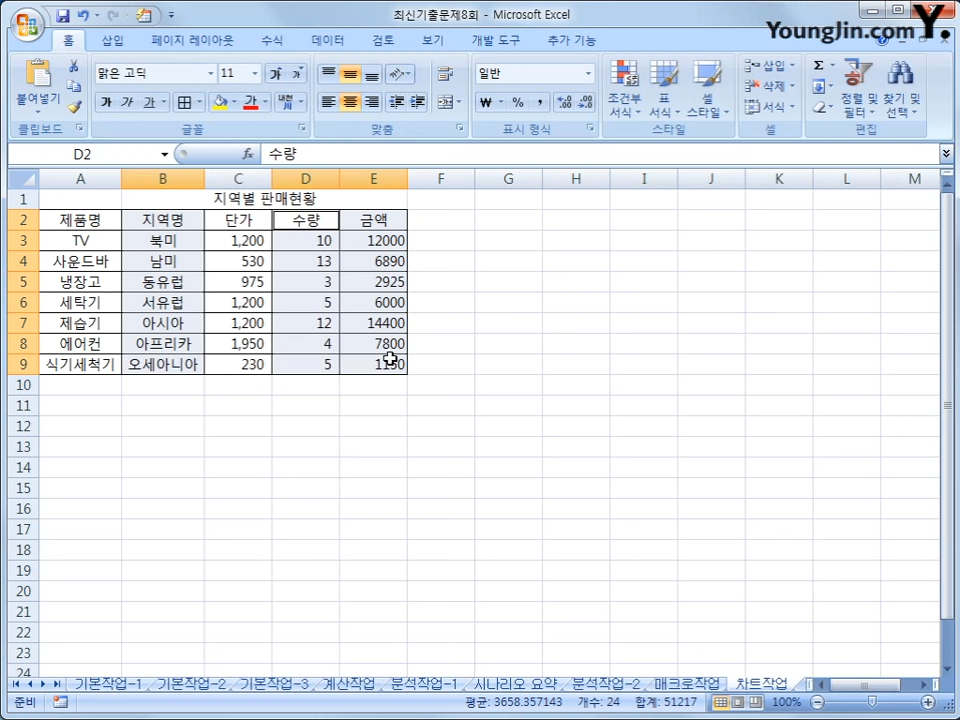 최신기출문제8회 - Microsoft Excel
YoungJin.com Y.
홈 삽입 페이지 레이아웃 수식 데이터 검토 보기 개발 도구 추가 기능
붙여넣기
맑은 고딕 11
가 가
가 가 가
가
일반
₩ % ,
조건부 서식
표 서식
셀 스타일
삽입
삭제
서식
Σ
정렬 및 필터
찾기 및 선택
클립보드 글꼴 맞춤 표시 형식 스타일 셀 편집
D2 fx 수량
A B C D E F G H I J K L M
1 지역별 판매현황
2 제품명 지역명 단가 수량 금액
3 TV 북미 1,200 10 12000
4 사운드바 남미 530 13 6890
5 냉장고 동유럽 975 3 2925
6 세탁기 서유럽 1,200 5 6000
7 제습기 아시아 1,200 12 14400
8 에어컨 아프리카 1,950 4 7800
9 식기세척기 오세아니아 230 5 1150
10
11
12
13
14
15
16
17
18
19
20
21
22
23
24
기본작업-1 기본작업-2 기본작업-3 계산작업 분석작업-1 시나리오 요약 분석작업-2 매크로작업 차트작업
준비 평균: 3658.357143 개수: 24 합계: 51217 100%